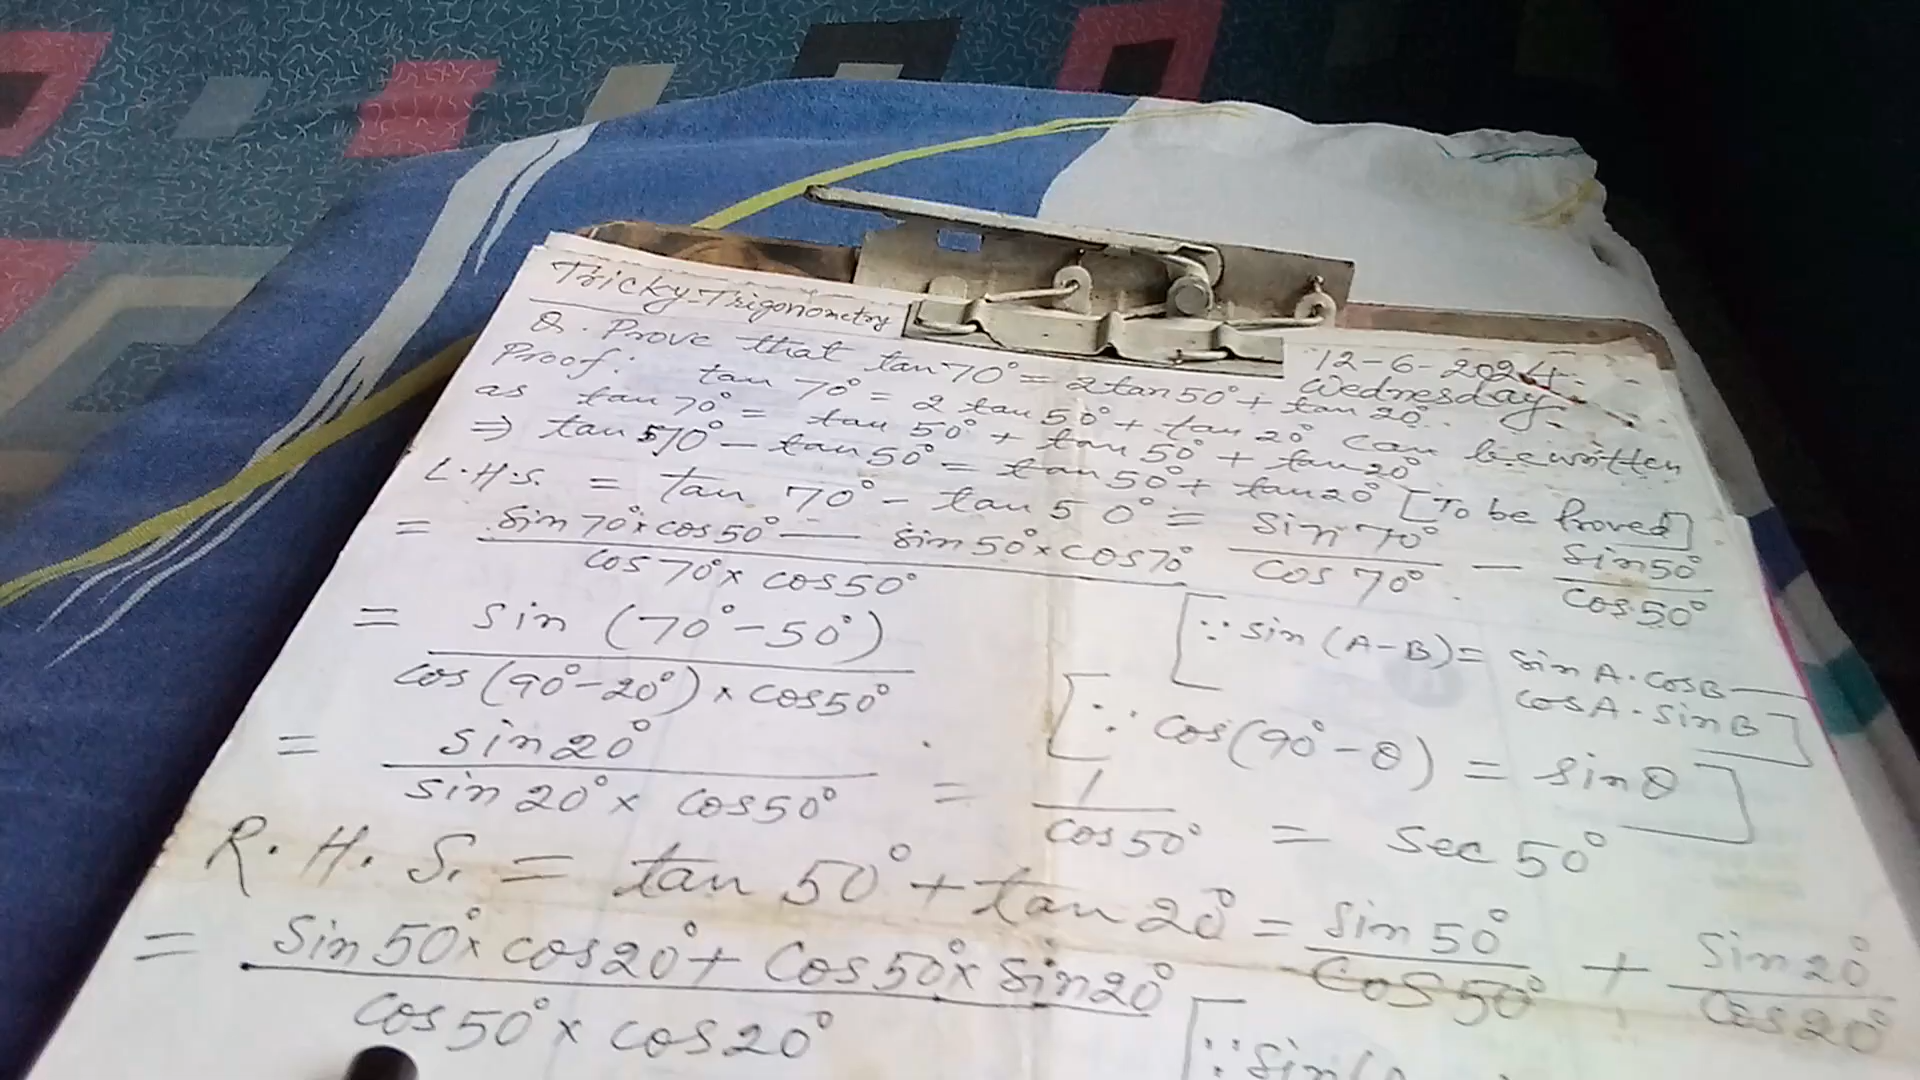 Tricky Trigonometry
12-6-2024
Wednesday
Q. Prove that tan 70° = 2 tan 50° + tan 20°
Proof: tan 70° = 2 tan 50° + tan 20° can be written
as tan 70° = tan 50° + tan 50° + tan 20°
⇒ tan 70° - tan 50° = tan 50° + tan 20° [To be proved]
L.H.S. = tan 70° - tan 50° = sin 70° / cos 70° - sin 50° / cos 50°
= sin 70° × cos 50° - sin 50° × cos 70° / cos 70° × cos 50°
= sin (70° - 50°) / cos (90° - 20°) × cos 50°
[∵ sin (A-B) = sin A. cos B - cos A. sin B]
[∵ cos (90° - θ) = sin θ]
= sin 20° / sin 20° × cos 50° = 1 / cos 50° = sec 50°
R.H.S. = tan 50° + tan 20° = sin 50° / cos 50° + sin 20° / cos 20°
= sin 50° × cos 20° + cos 50° × sin 20° / cos 50° × cos 20°
[∵ sin (